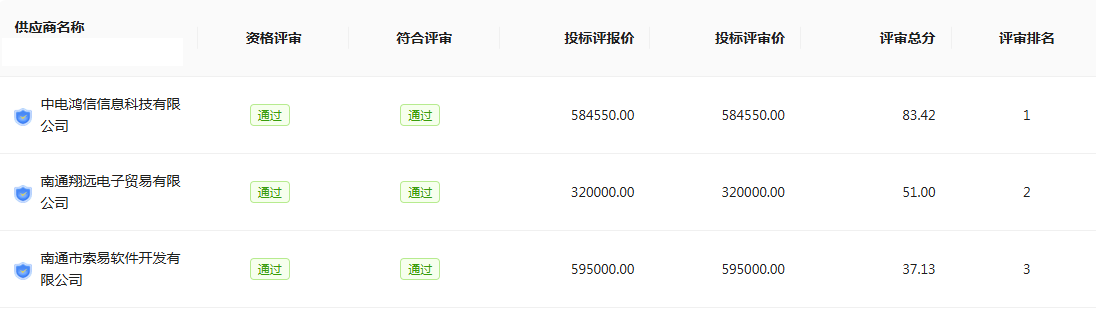 供应商名称 资格评审 符合评审 投标评报价 投标评审价 评审总分 评审排名
中电鸿信信息科技有限
公司 通过 通过 584550.00 584550.00 83.42 1
南通翔远电子贸易有限
公司 通过 通过 320000.00 320000.00 51.00 2
南通市索易软件开发有
限公司 通过 通过 595000.00 595000.00 37.13 3